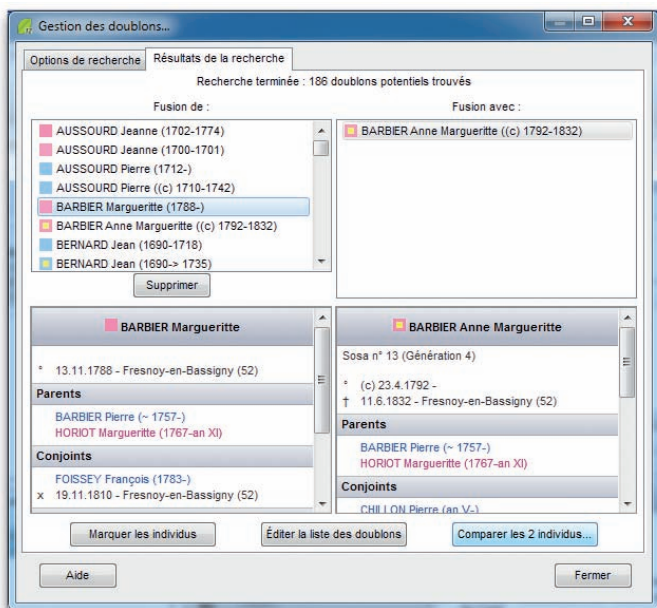 Gestion des doublons...
Options de recherche
Résultats de la recherche
Recherche terminée : 186 doublons potentiels trouvés
Fusion de :
AUSSOURD Jeanne (1702-1774)
AUSSOURD Jeanne (1700-1701)
AUSSOURD Pierre (1712-)
AUSSOURD Pierre ((c) 1710-1742)
BARBIER Margueritte (1788-)
BARBIER Anne Margueritte ((c) 1792-1832)
BERNARD Jean (1690-1718)
BERNARD Jean (1690-> 1735)
Supprimer
Fusion avec :
BARBIER Anne Margueritte ((c) 1792-1832)
BARBIER Margueritte
° 13.11.1788 - Fresnoy-en-Bassigny (52)
Parents
BARBIER Pierre (~ 1757-)
HORIOT Margueritte (1767-an XI)
Conjoints
FOISSEY François (1783-)
x 19.11.1810 - Fresnoy-en-Bassigny (52)
BARBIER Anne Margueritte
Sosa n° 13 (Génération 4)
° (c) 23.4.1792 -
† 11.6.1832 - Fresnoy-en-Bassigny (52)
Parents
BARBIER Pierre (~ 1757-)
HORIOT Margueritte (1767-an XI)
Conjoints
CHILLON Pierre (an V-)
Marquer les individus
Éditer la liste des doublons
Comparer les 2 individus...
Aide
Fermer